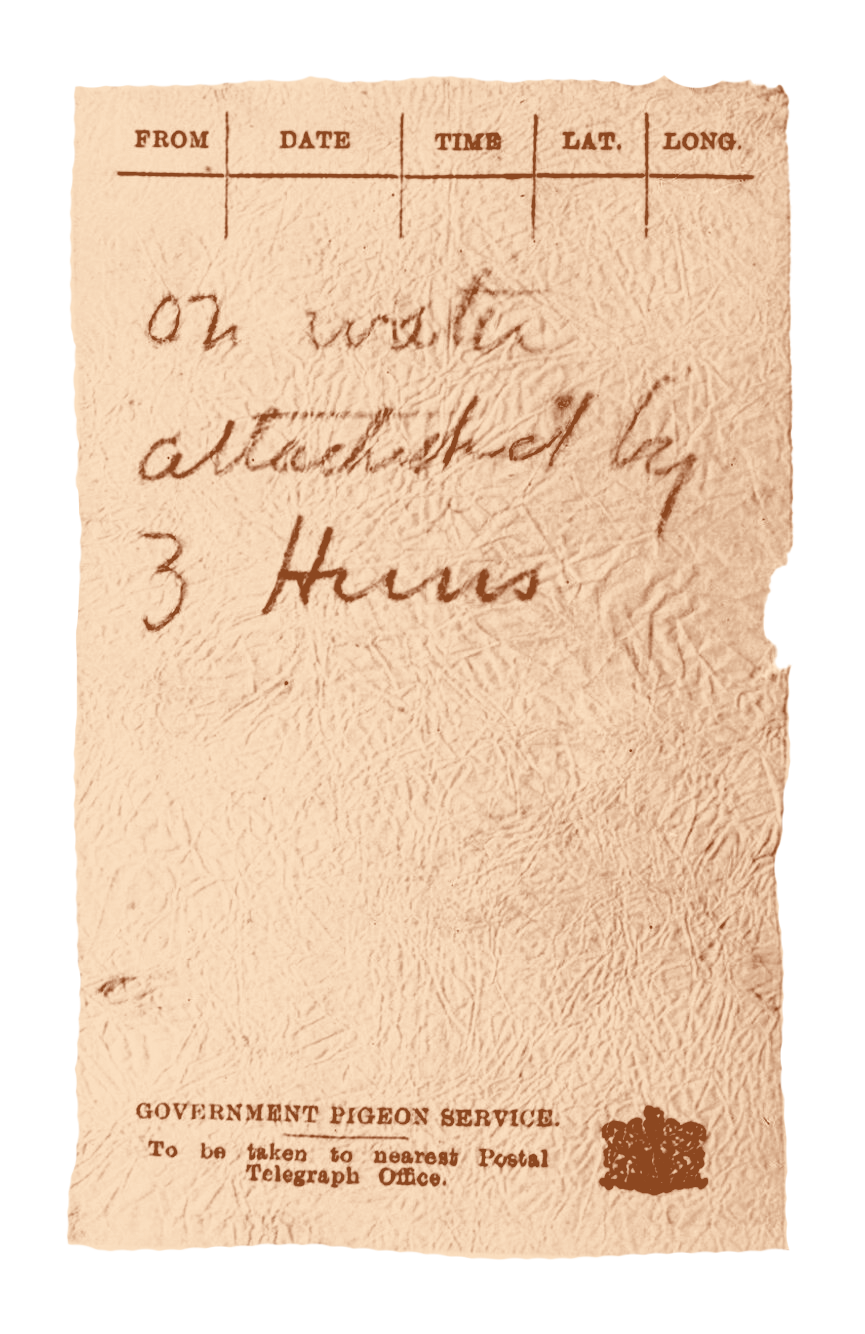 FROM DATE TIME LAT. LONG.
on water
attached by
3 Huns
GOVERNMENT PIGEON SERVICE.
To be taken to nearest Postal
Telegraph Office.